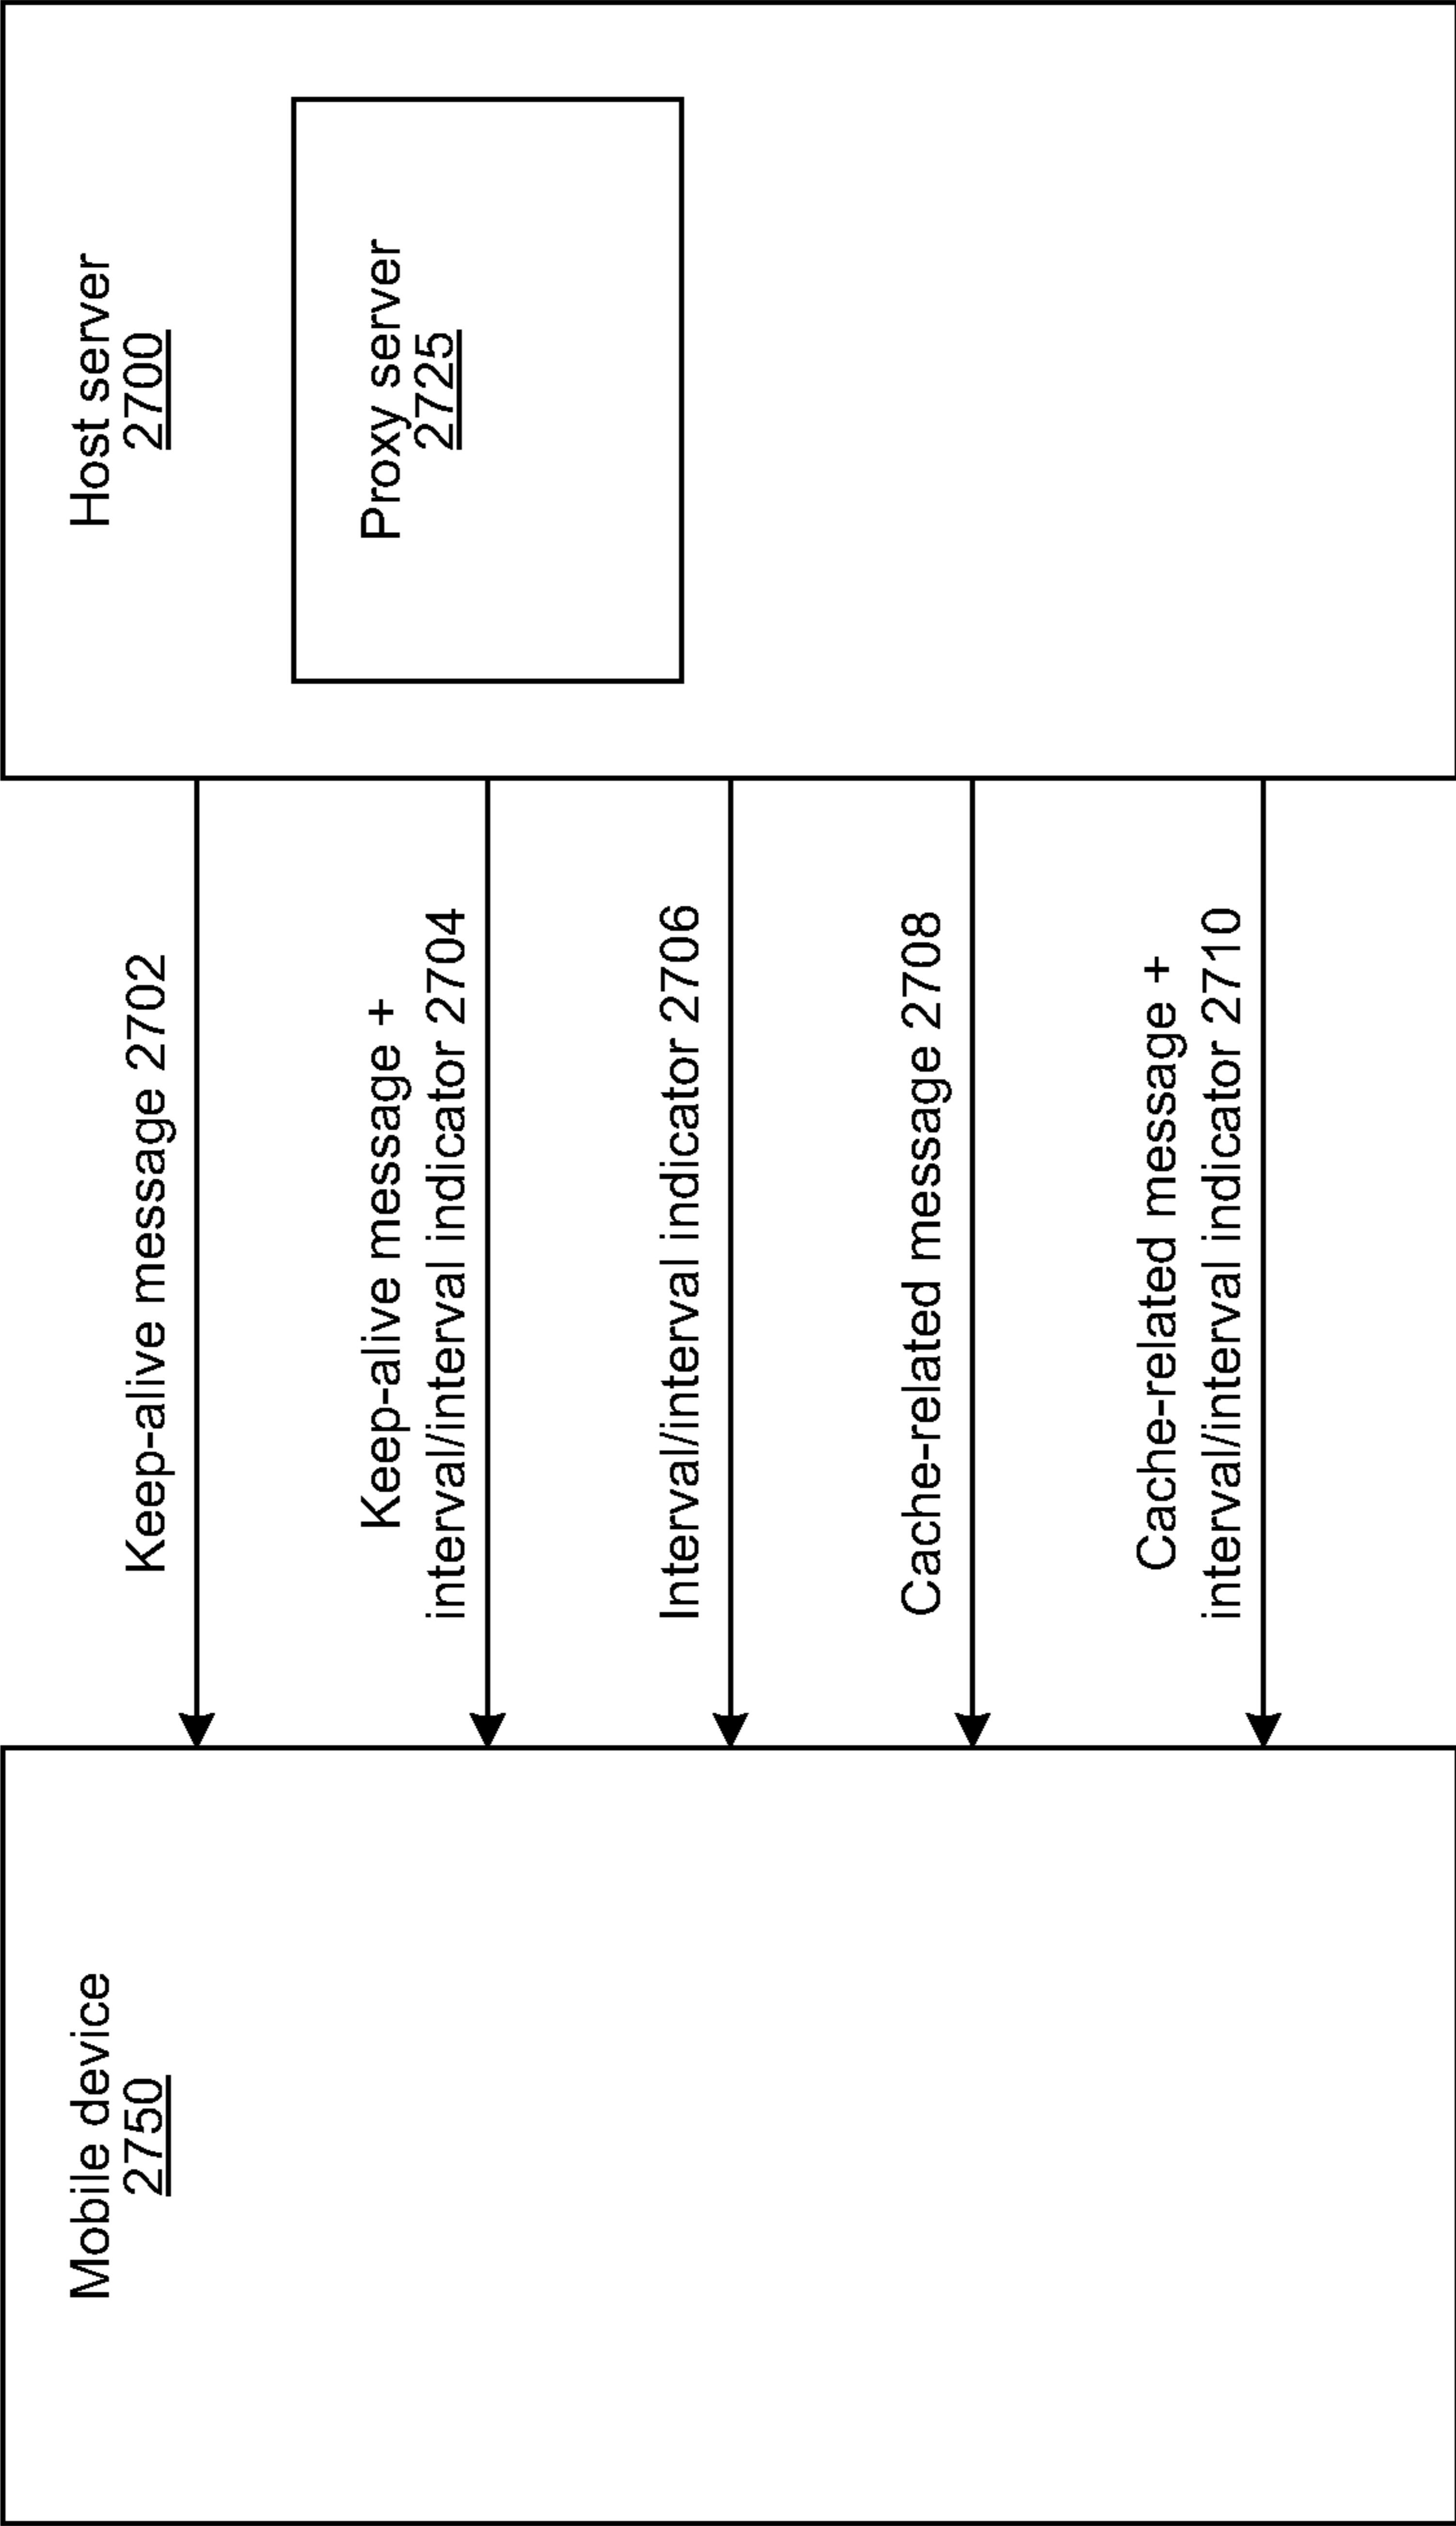 Mobile device
2750
Keep-alive message 2702
Keep-alive message +
interval/interval indicator 2704
Interval/interval indicator 2706
Cache-related message 2708
Cache-related message +
interval/interval indicator 2710
Host server
2700
Proxy server
2725